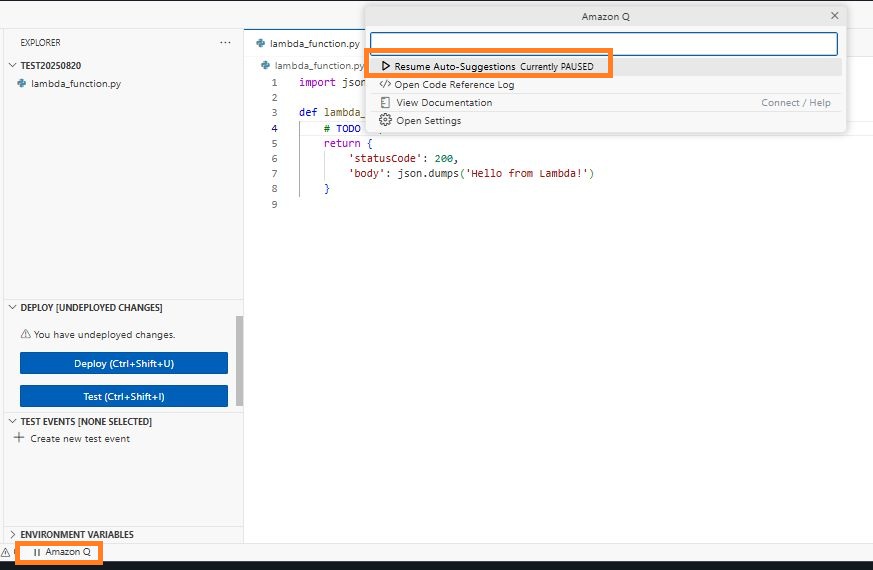 Amazon Q
EXPLORER ...
lambda_function.py
Resume Auto-Suggestions Currently PAUSED
Open Code Reference Log
View Documentation Connect / Help
Open Settings
TEST20250820
lambda_function.py
lambda_function.py
1 import json
2
3 def lambda_
4 # TODO
5 return {
6 'statusCode': 200,
7 'body': json.dumps('Hello from Lambda!')
8 }
9
DEPLOY [UNDEPLOYED CHANGES]
You have undeployed changes.
Deploy (Ctrl+Shift+U)
Test (Ctrl+Shift+I)
TEST EVENTS [NONE SELECTED]
Create new test event
ENVIRONMENT VARIABLES
Amazon Q